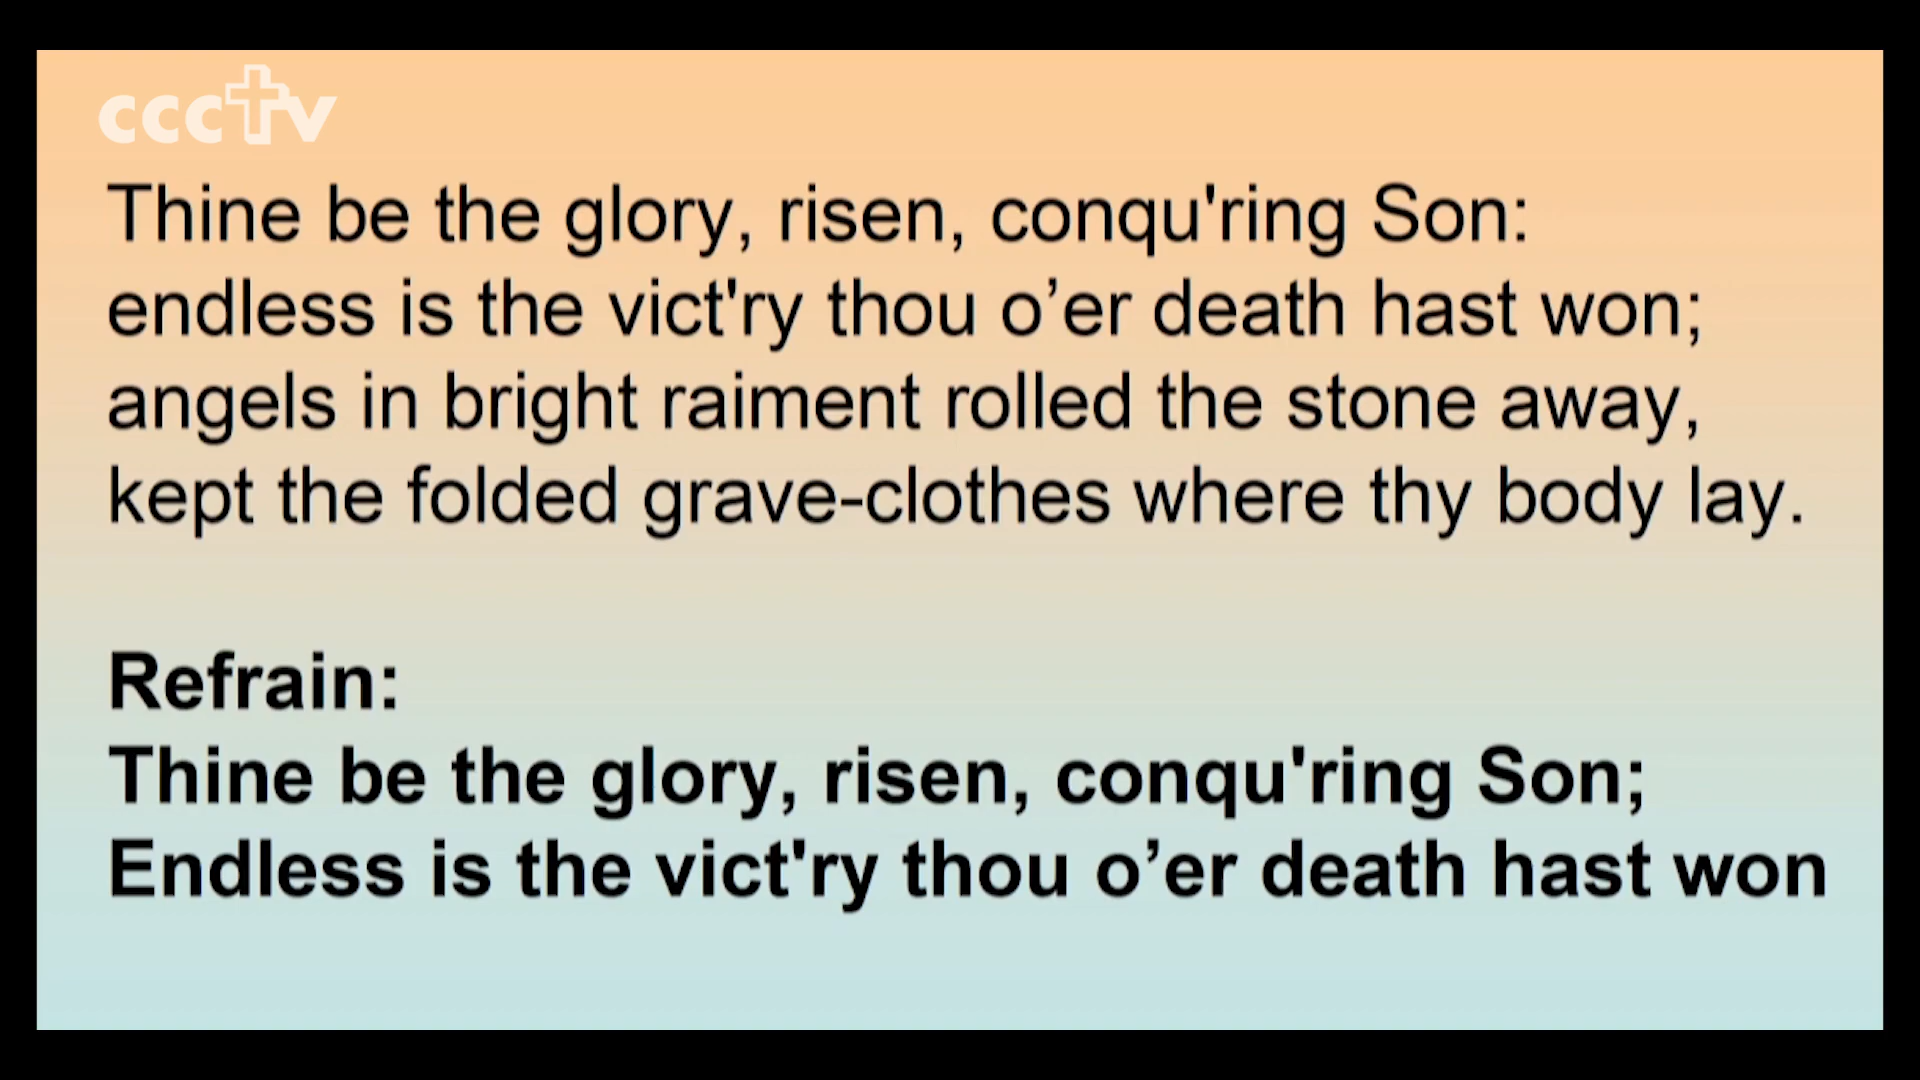 ccctv
Thine be the glory, risen, conqu'ring Son:
endless is the vict'ry thou o’er death hast won;
angels in bright raiment rolled the stone away,
kept the folded grave-clothes where thy body lay.
Refrain:
Thine be the glory, risen, conqu'ring Son;
Endless is the vict'ry thou o’er death hast won